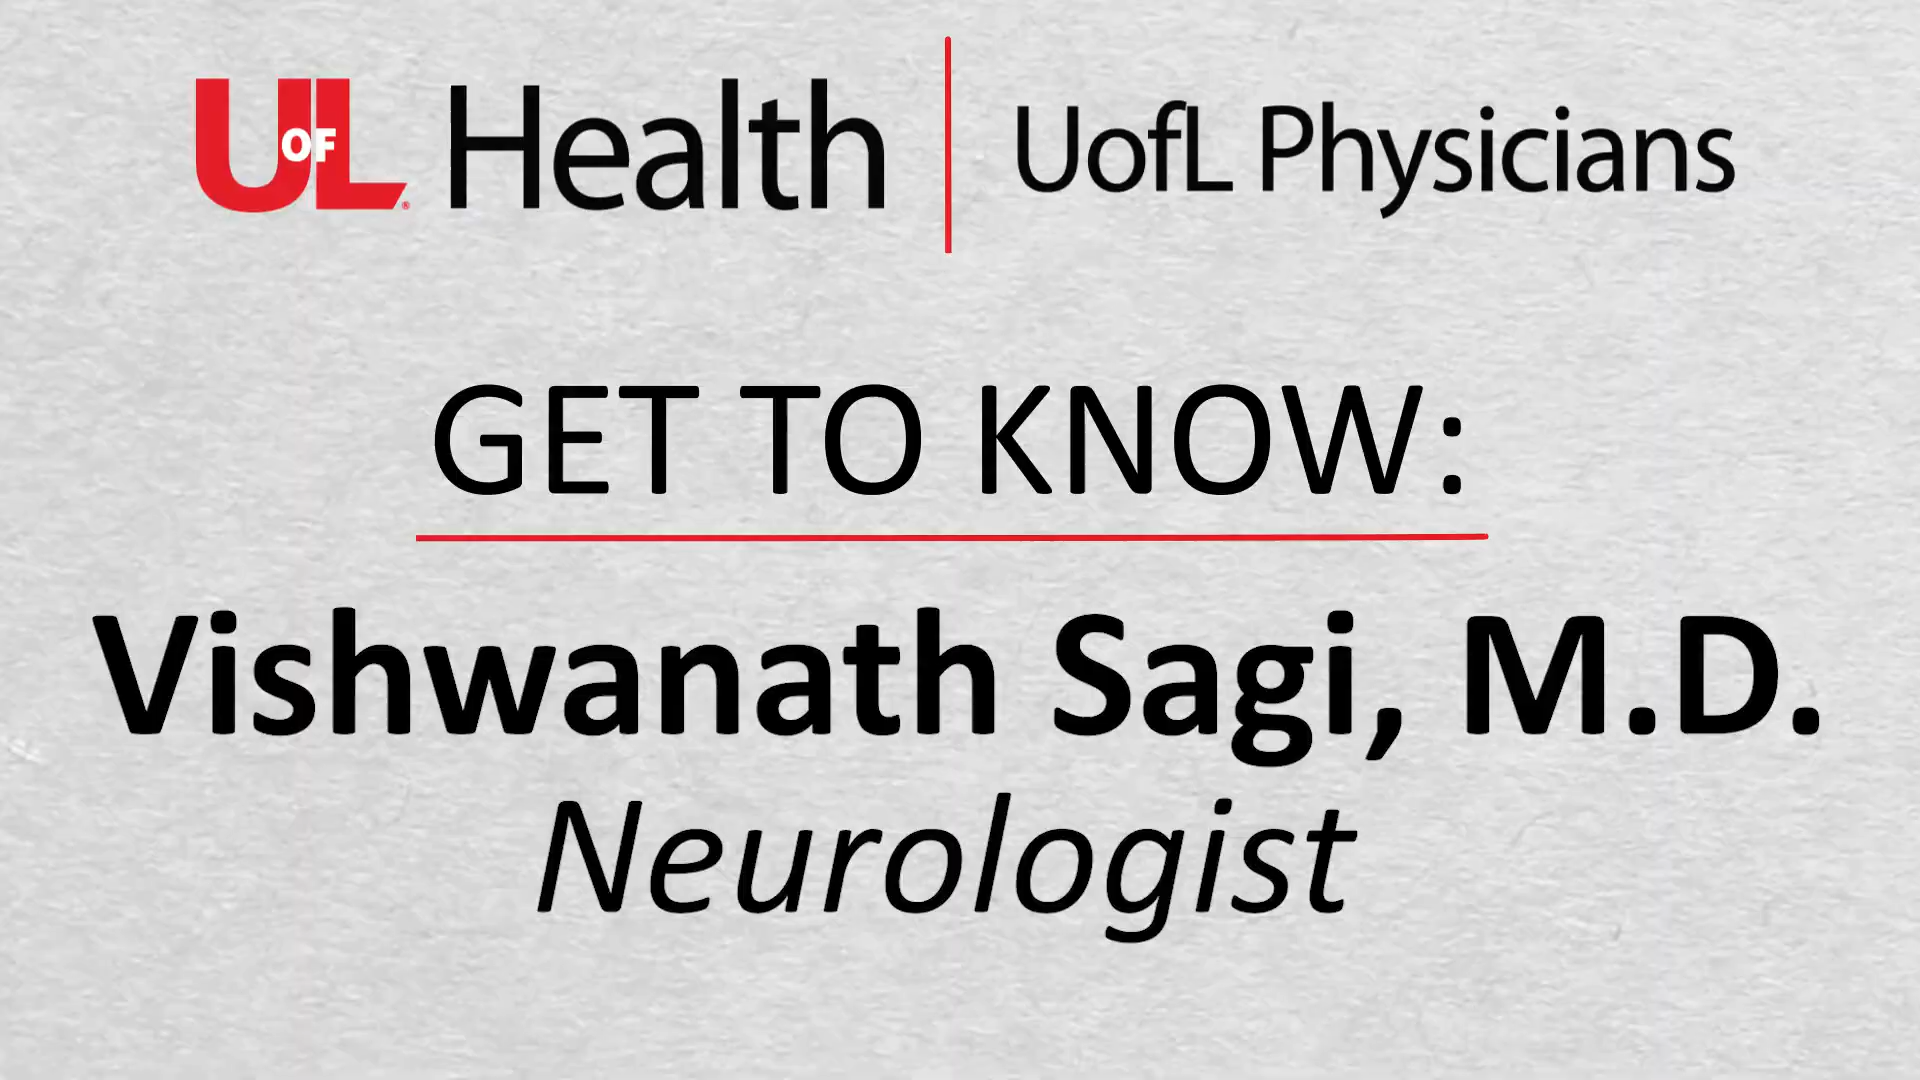 UofL Health | UofL Physicians
GET TO KNOW:
Vishwanath Sagi, M.D.
Neurologist